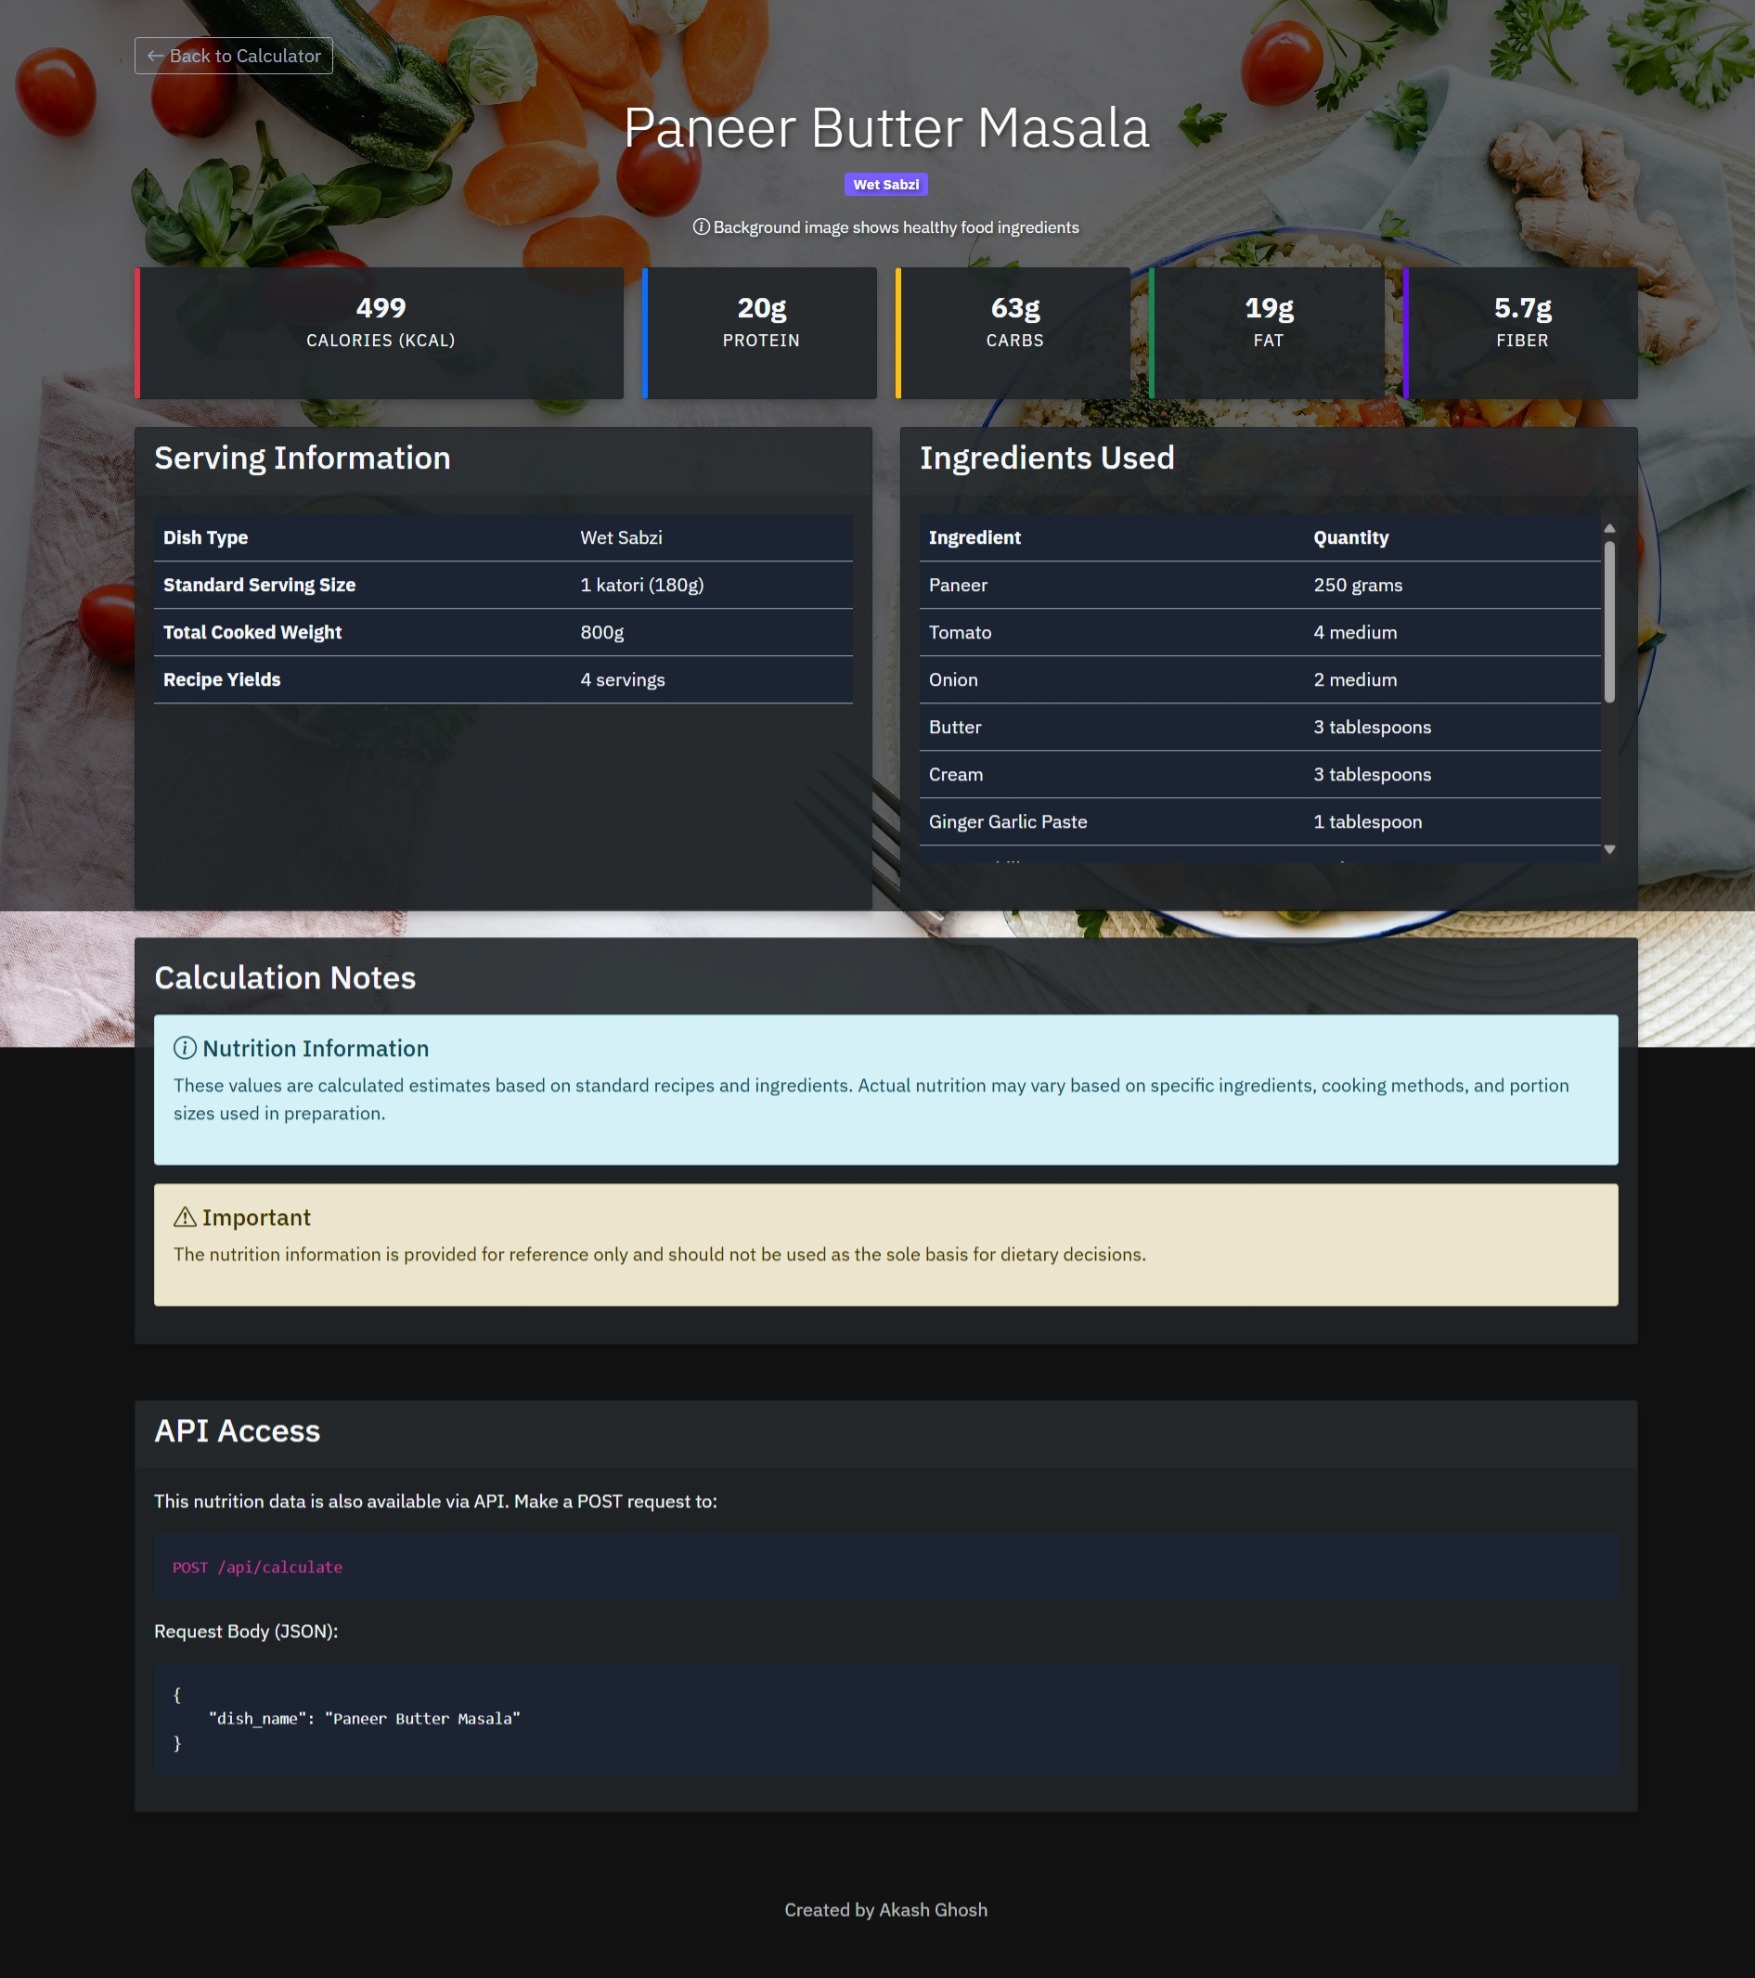 ← Back to Calculator
Paneer Butter Masala
Wet Sabzi
Background image shows healthy food ingredients
499
CALORIES (KCAL)
20g
PROTEIN
63g
CARBS
19g
FAT
5.7g
FIBER
Serving Information
Dish Type Wet Sabzi
Standard Serving Size 1 katori (180g)
Total Cooked Weight 800g
Recipe Yields 4 servings
Ingredients Used
Ingredient Quantity
Paneer 250 grams
Tomato 4 medium
Onion 2 medium
Butter 3 tablespoons
Cream 3 tablespoons
Ginger Garlic Paste 1 tablespoon
Calculation Notes
Nutrition Information
These values are calculated estimates based on standard recipes and ingredients. Actual nutrition may vary based on specific ingredients, cooking methods, and portion
sizes used in preparation.
Important
The nutrition information is provided for reference only and should not be used as the sole basis for dietary decisions.
API Access
This nutrition data is also available via API. Make a POST request to:
POST /api/calculate
Request Body (JSON):
{
"dish_name": "Paneer Butter Masala"
}
Created by Akash Ghosh